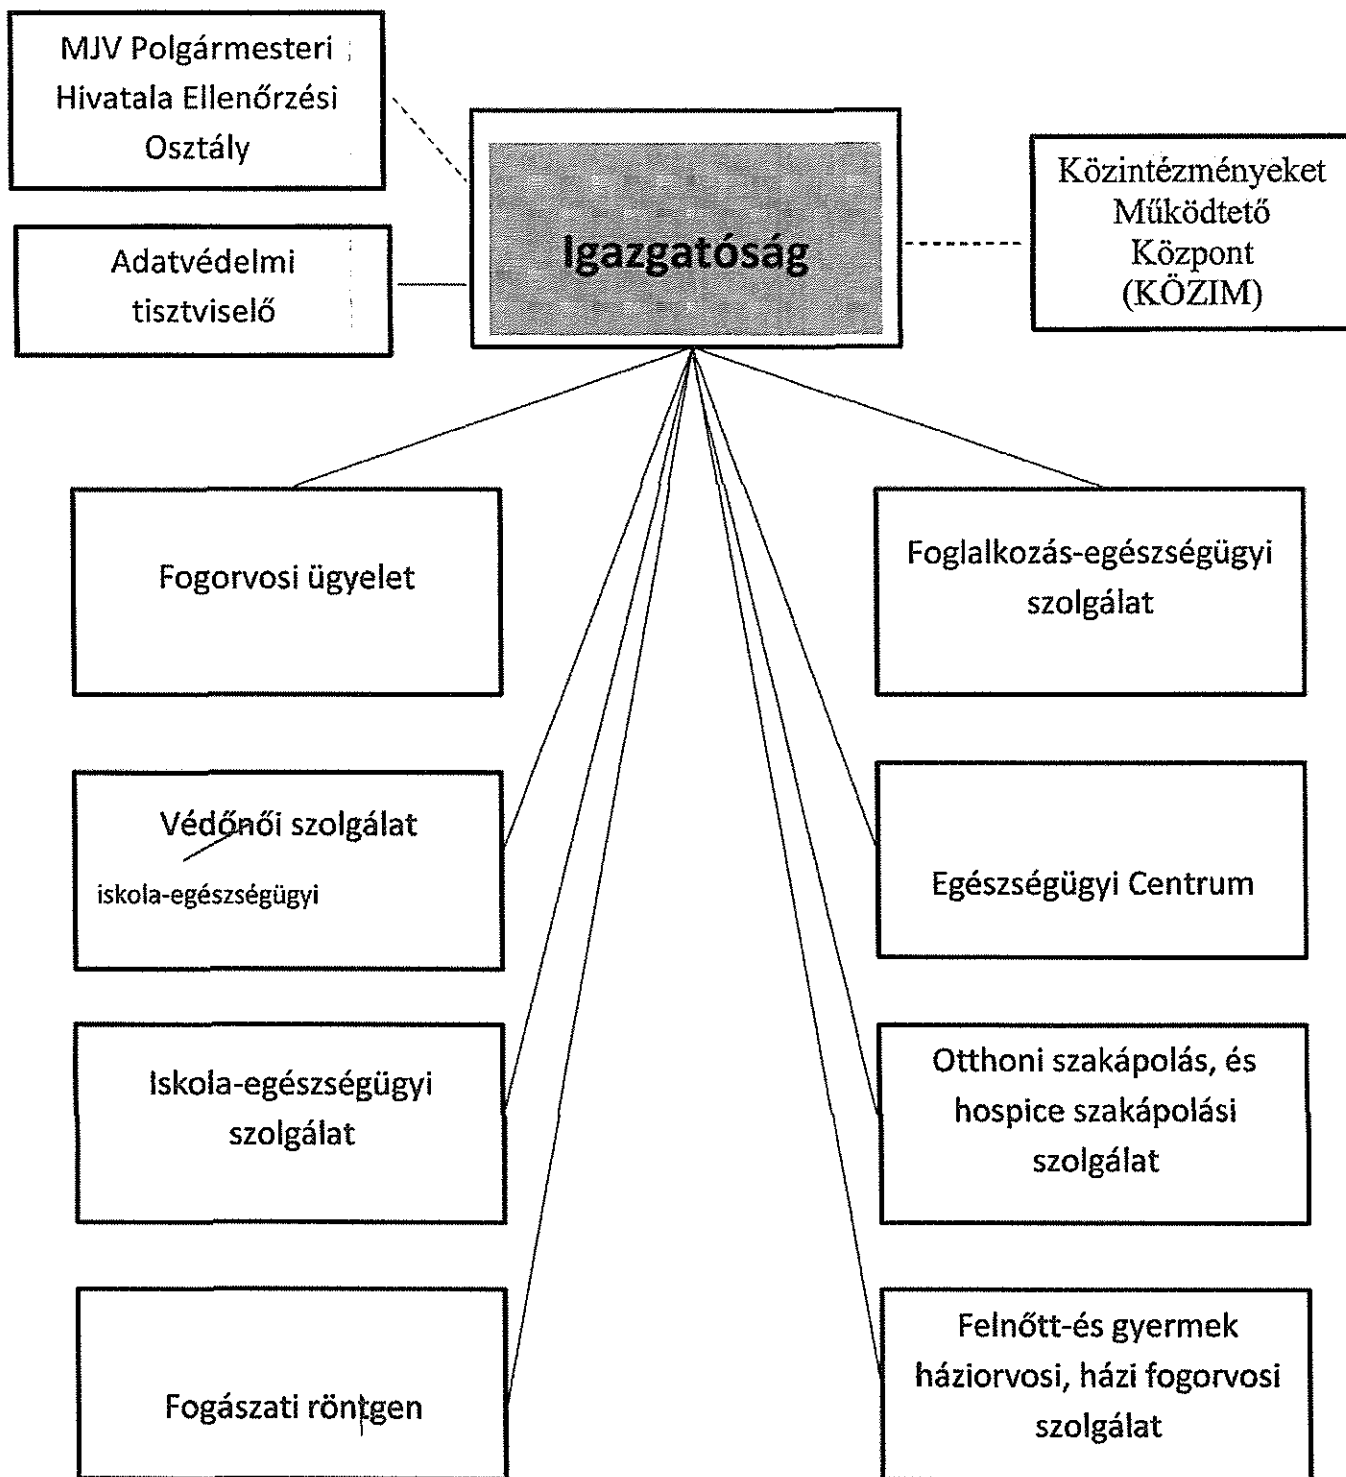 MJV Polgármesteri
Hivatala Ellenőrzési
Osztály
Adatvédelmi
tisztviselő
Igazgatóság
Közintézményeket
Működtető
Központ
(KÖZIM)
Fogorvosi ügyelet
Foglalkozás-egészségügyi
szolgálat
Védőnői szolgálat
iskola-egészségügyi
Egészségügyi Centrum
Iskola-egészségügyi
szolgálat
Otthoni szakápolás, és
hospice szakápolási
szolgálat
Fogászati röntgen
Felnőtt-és gyermek
háziorvosi, házi fogorvosi
szolgálat